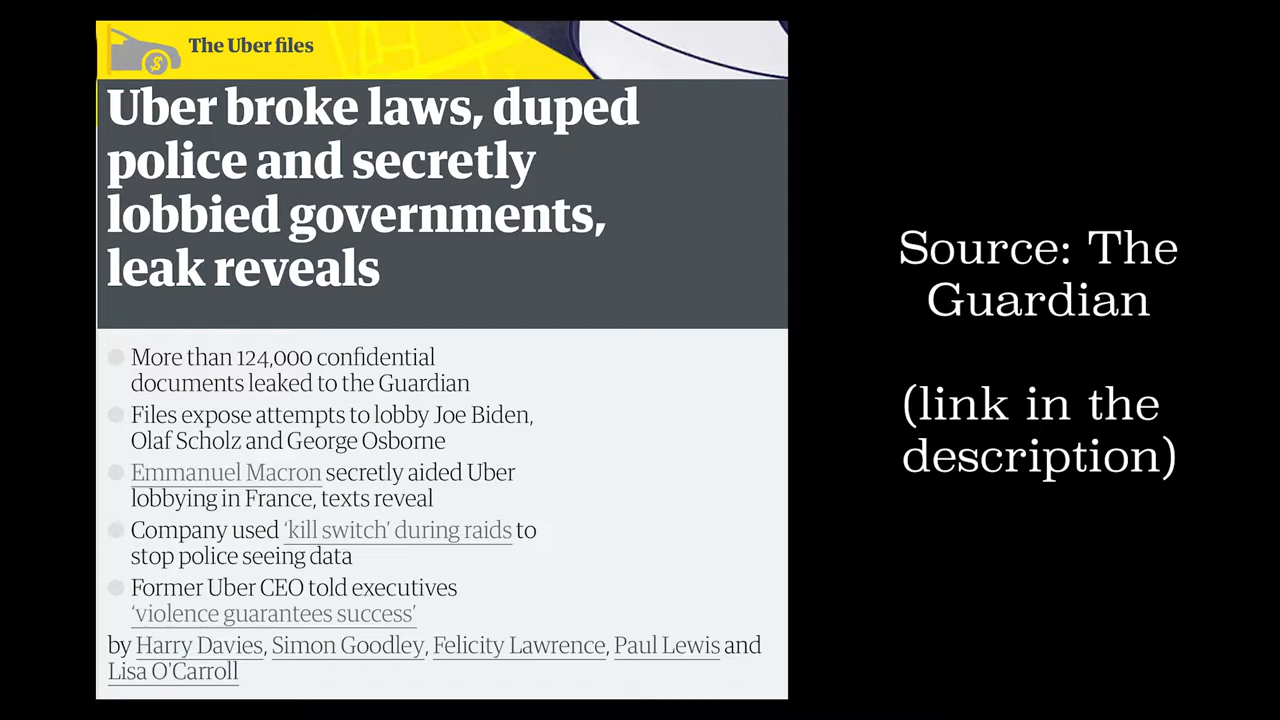 The Uber files
Uber broke laws, duped
police and secretly
lobbied governments,
leak reveals
More than 124,000 confidential
documents leaked to the Guardian
Files expose attempts to lobby Joe Biden,
Olaf Scholz and George Osborne
Emmanuel Macron secretly aided Uber
lobbying in France, texts reveal
Company used ‘kill switch’ during raids to
stop police seeing data
Former Uber CEO told executives
‘violence guarantees success’
by Harry Davies, Simon Goodley, Felicity Lawrence, Paul Lewis and
Lisa O'Carroll
Source: The
Guardian
(link in the
description)